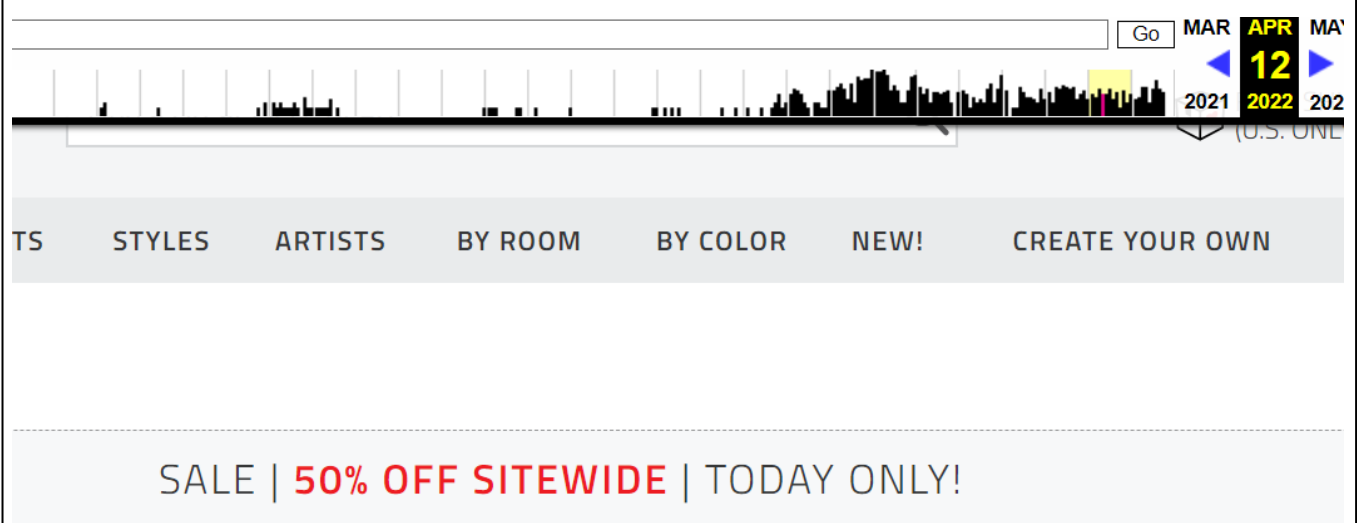 Go MAR APR MAY
12
2021 2022 202
(U.S. ONL
TS STYLES ARTISTS BY ROOM BY COLOR NEW! CREATE YOUR OWN
SALE | 50% OFF SITEWIDE | TODAY ONLY!